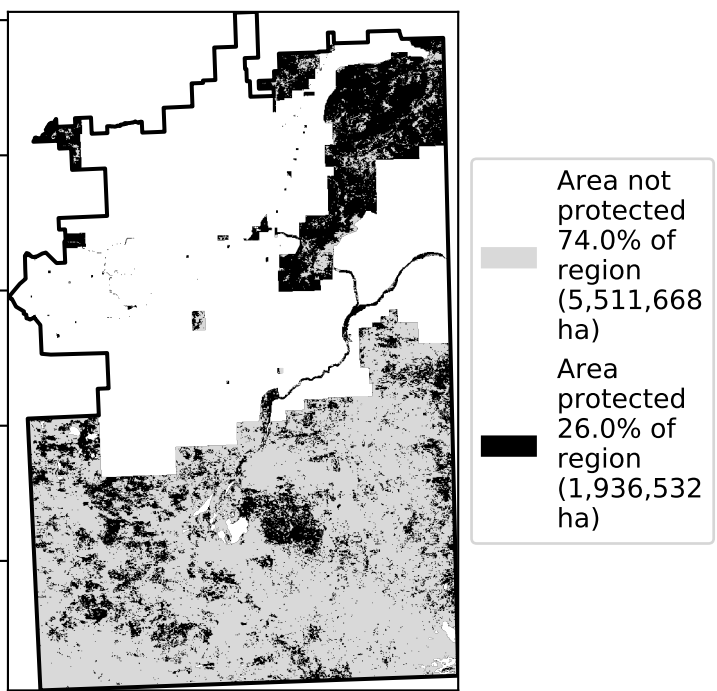 Area not
protected
74.0% of
region
(5,511,668
ha)
Area
protected
26.0% of
region
(1,936,532
ha)